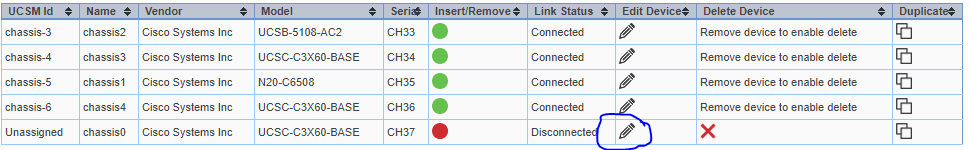 UCSM Id Name Vendor Model Serial Insert/Remove Link Status Edit Device Delete Device Duplicate
chassis-3 chassis2 Cisco Systems Inc UCSB-5108-AC2 CH33 Connected Remove device to enable delete
chassis-4 chassis3 Cisco Systems Inc UCSC-C3X60-BASE CH34 Connected Remove device to enable delete
chassis-5 chassis1 Cisco Systems Inc N20-C6508 CH35 Connected Remove device to enable delete
chassis-6 chassis4 Cisco Systems Inc UCSC-C3X60-BASE CH36 Connected Remove device to enable delete
Unassigned chassis0 Cisco Systems Inc UCSC-C3X60-BASE CH37 Disconnected